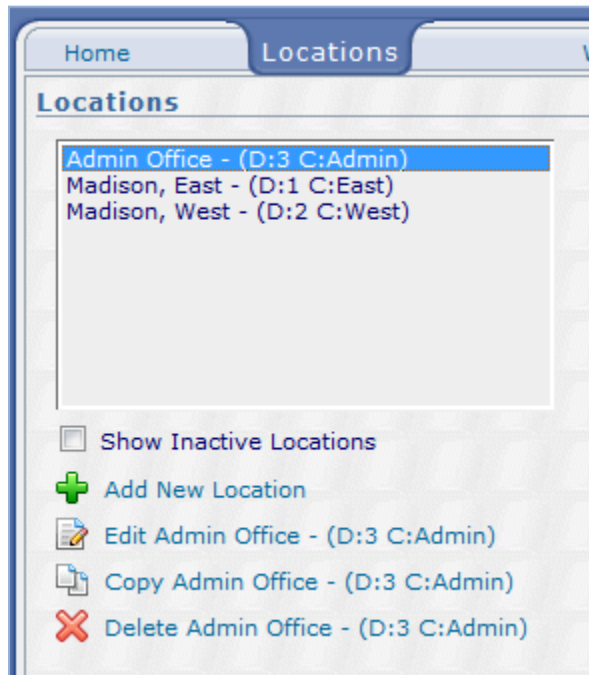 Home
Locations
Locations
Admin Office - (D:3 C:Admin)
Madison, East - (D:1 C:East)
Madison, West - (D:2 C:West)
Show Inactive Locations
Add New Location
Edit Admin Office - (D:3 C:Admin)
Copy Admin Office - (D:3 C:Admin)
Delete Admin Office - (D:3 C:Admin)